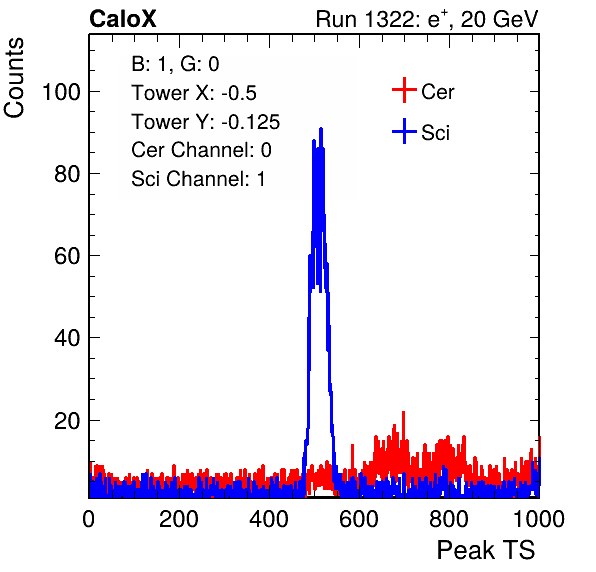 CaloX Run 1322: e⁺, 20 GeV
Counts
B: 1, G: 0
Tower X: -0.5
Tower Y: -0.125
Cer Channel: 0
Sci Channel: 1
Cer
Sci
100
80
60
40
20
0 200 400 600 800 1000
Peak TS